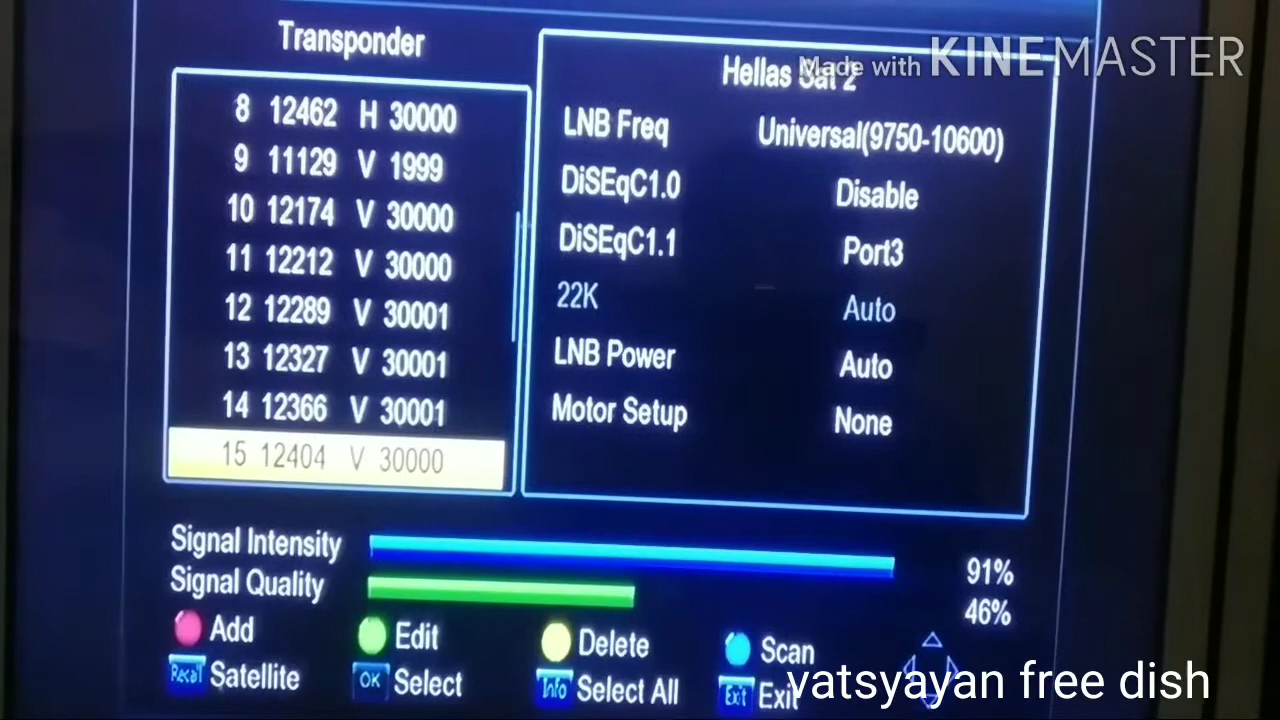 Transponder
8 12462 H 30000
9 11129 V 1999
10 12174 V 30000
11 12212 V 30000
12 12289 V 30001
13 12327 V 30001
14 12366 V 30001
15 12404 V 30000
Made with KINEMASTER
Hellas Sat 2
LNB Freq Universal(9750-10600)
DiSEqC1.0 Disable
DiSEqC1.1 Port3
22K Auto
LNB Power Auto
Motor Setup None
Signal Intensity 91%
Signal Quality 46%
Add Edit Delete Scan
Recall Satellite OK Select Info Select All Exit Exit
vatsyayan free dish